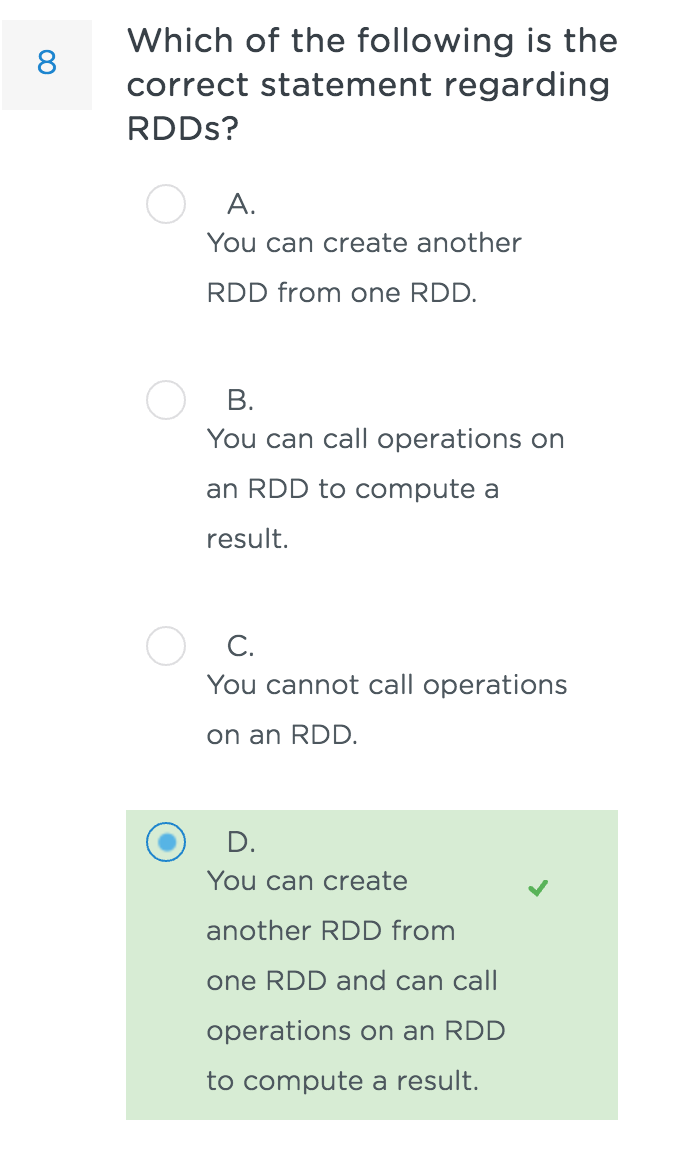 8
Which of the following is the
correct statement regarding
RDDs?
A.
You can create another
RDD from one RDD.
B.
You can call operations on
an RDD to compute a
result.
C.
You cannot call operations
on an RDD.
D.
You can create
another RDD from
one RDD and can call
operations on an RDD
to compute a result.